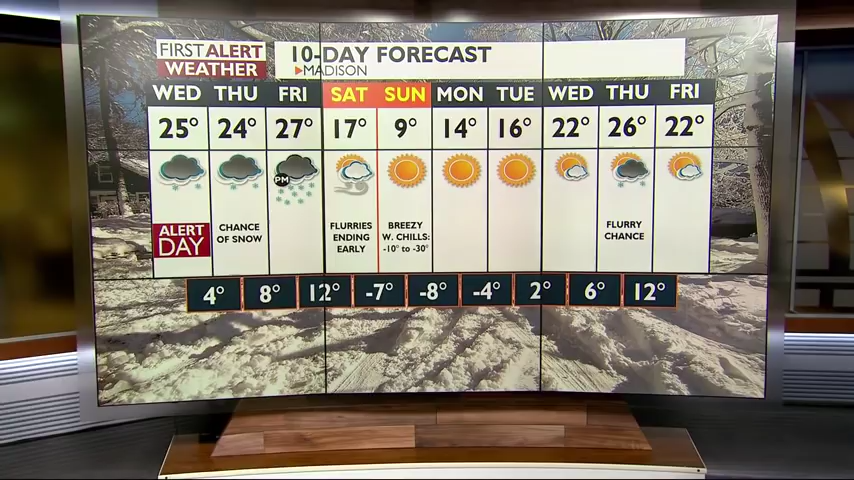 FIRST ALERT
WEATHER
10-DAY FORECAST
MADISON
WED THU FRI SAT SUN MON TUE WED THU FRI
25° 24° 27° 17° 9° 14° 16° 22° 26° 22°
PM
ALERT
DAY
CHANCE
OF SNOW
FLURRIES
ENDING
EARLY
BREEZY
W. CHILLS:
-10° to -30°
FLURRY
CHANCE
4° 8° 12° -7° -8° -4° 2° 6° 12°